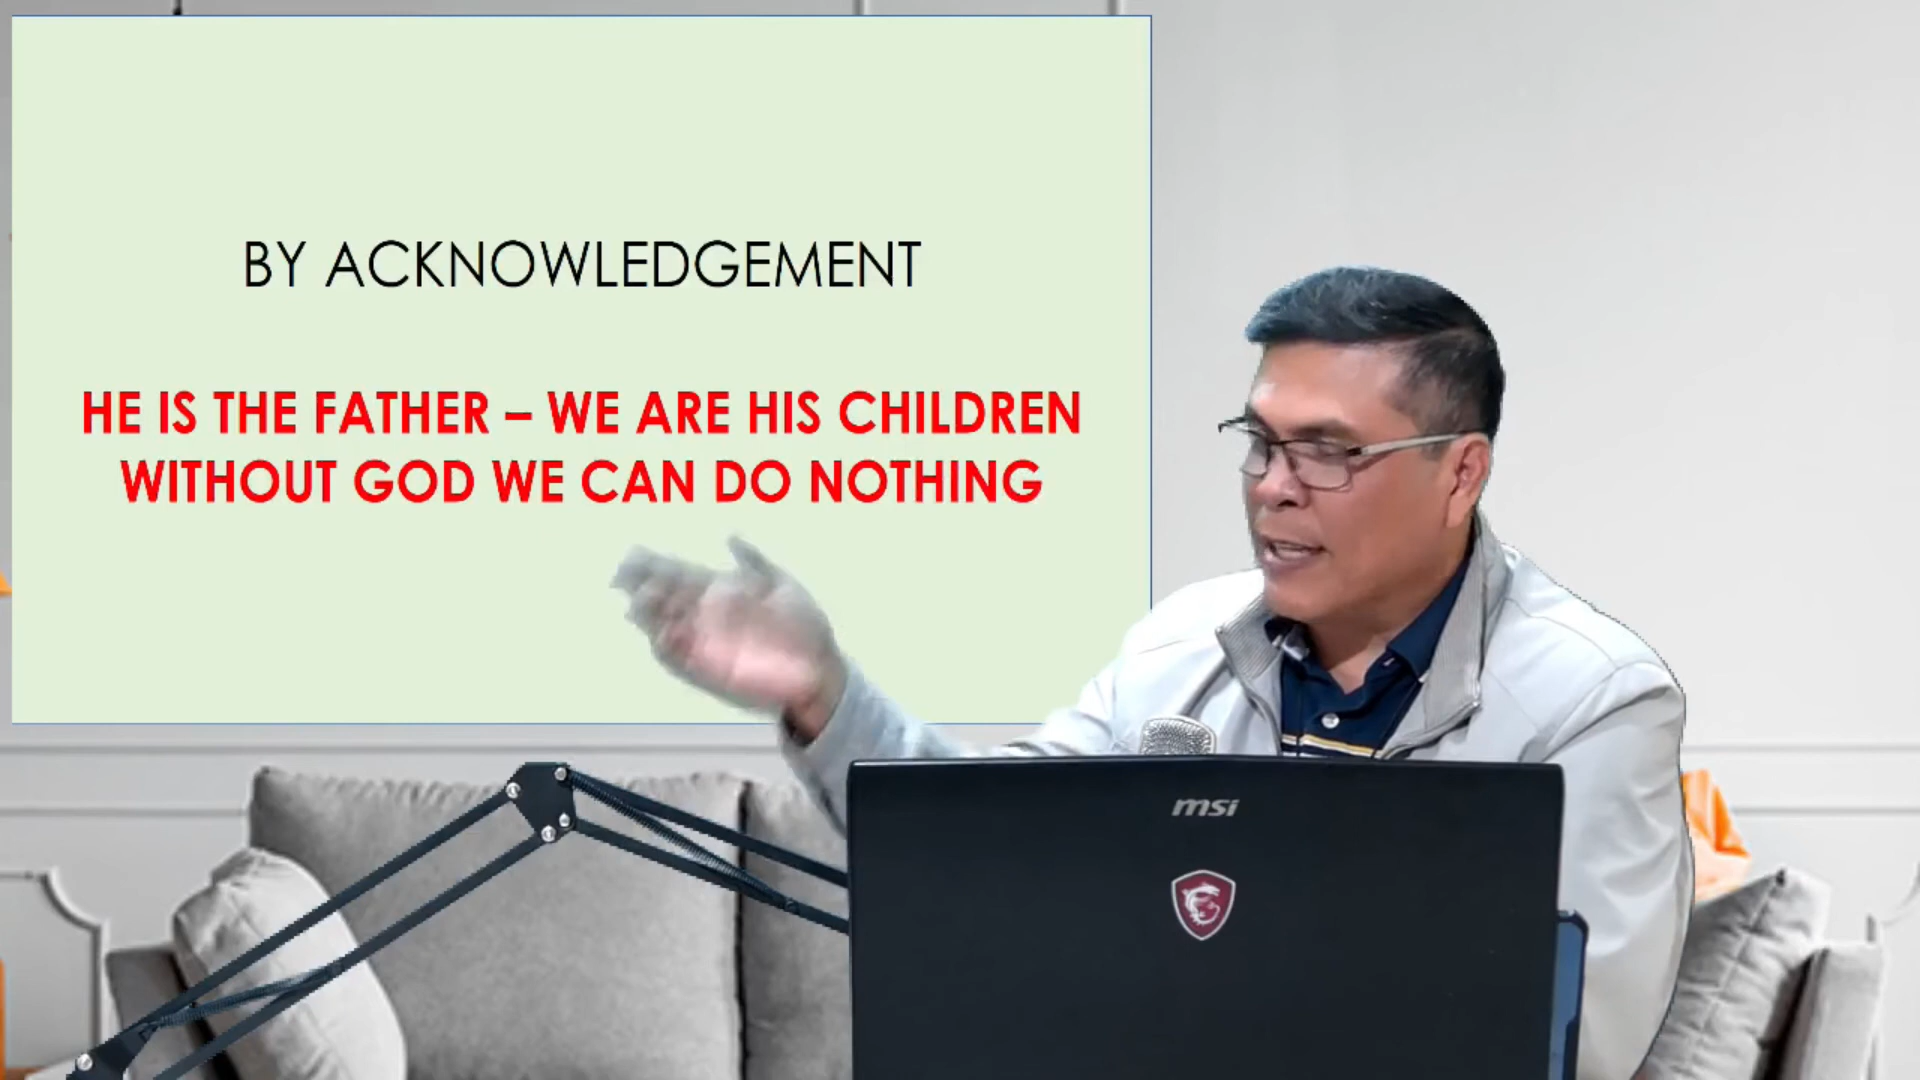 BY ACKNOWLEDGEMENT
HE IS THE FATHER – WE ARE HIS CHILDREN
WITHOUT GOD WE CAN DO NOTHING
msi